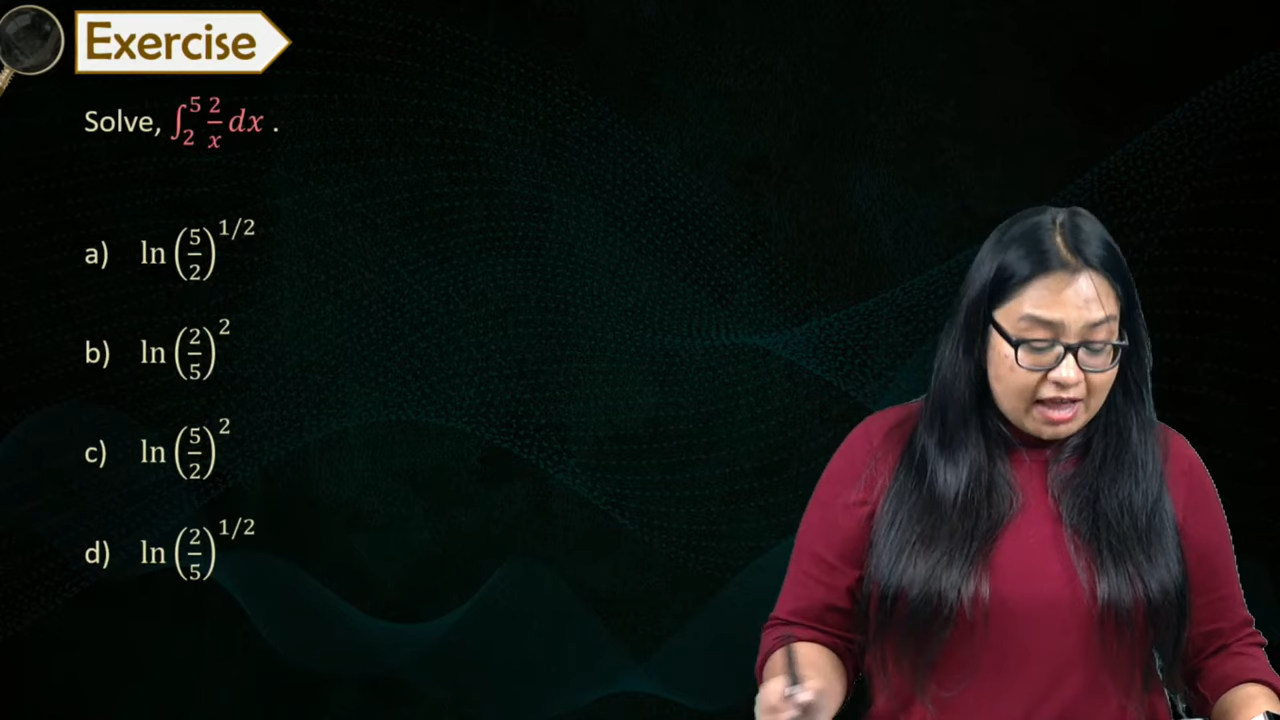 Exercise
Solve, ∫₂⁵ 2/x dx .
a) ln (5/2)^1/2
b) ln (2/5)^2
c) ln (5/2)^2
d) ln (2/5)^1/2